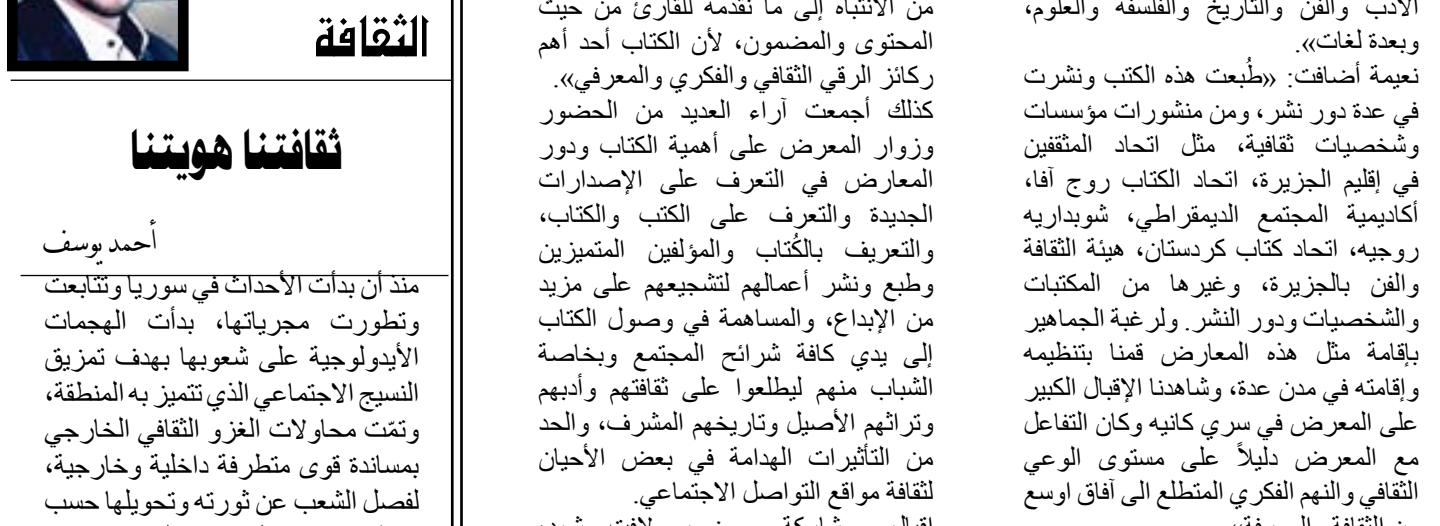 الأدب والفن والتاريخ والفلسفة والعلوم،
وبعدة لغات».
نعيمة أضافت: «طُبعت هذه الكتب ونشرت
في عدة دور نشر، ومن منشورات مؤسسات
وشخصيات ثقافية، مثل اتحاد المثقفين
في إقليم الجزيرة، اتحاد الكتاب روج آفا،
أكاديمية المجتمع الديمقراطي، شوبداريه
روجيه، اتحاد كتاب كردستان، هيئة الثقافة
والفن بالجزيرة، وغيرها من المكتبات
والشخصيات ودور النشر. ولرغبة الجماهير
بإقامة مثل هذه المعارض قمنا بتنظيمه
وإقامته في مدن عدة، وشاهدنا الإقبال الكبير
على المعرض في سري كانيه وكان التفاعل
مع المعرض دليلاً على مستوى الوعي
الثقافي والنهم الفكري المتطلع الى آفاق اوسع
من الانتباه إلى ما نقدمه للقارئ من حيث
المحتوى والمضمون، لأن الكتاب أحد أهم
ركائز الرقي الثقافي والفكري والمعرفي».
كذلك أجمعت آراء العديد من الحضور
وزوار المعرض على أهمية الكتاب ودور
المعارض في التعرف على الإصدارات
الجديدة والتعرف على الكتب والكتاب،
والتعريف بالكُتاب والمؤلفين المتميزين
وطبع ونشر أعمالهم لتشجيعهم على مزيد
من الإبداع، والمساهمة في وصول الكتاب
إلى يدي كافة شرائح المجتمع وبخاصة
الشباب منهم ليطلعوا على ثقافتهم وأدبهم
وتراثهم الأصيل وتاريخهم المشرف، والحد
من التأثيرات الهدامة في بعض الأحيان
لثقافة مواقع التواصل الاجتماعي.
الثقافة
ثقافتنا هويتنا
أحمد يوسف
منذ أن بدأت الأحداث في سوريا وتتابعت
وتطورت مجرياتها، بدأت الهجمات
الأيدولوجية على شعوبها بهدف تمزيق
النسيج الاجتماعي الذي تتميز به المنطقة،
وتمّت محاولات الغزو الثقافي الخارجي
بمساندة قوى متطرفة داخلية وخارجية،
لفصل الشعب عن ثورته وتحويلها حسب